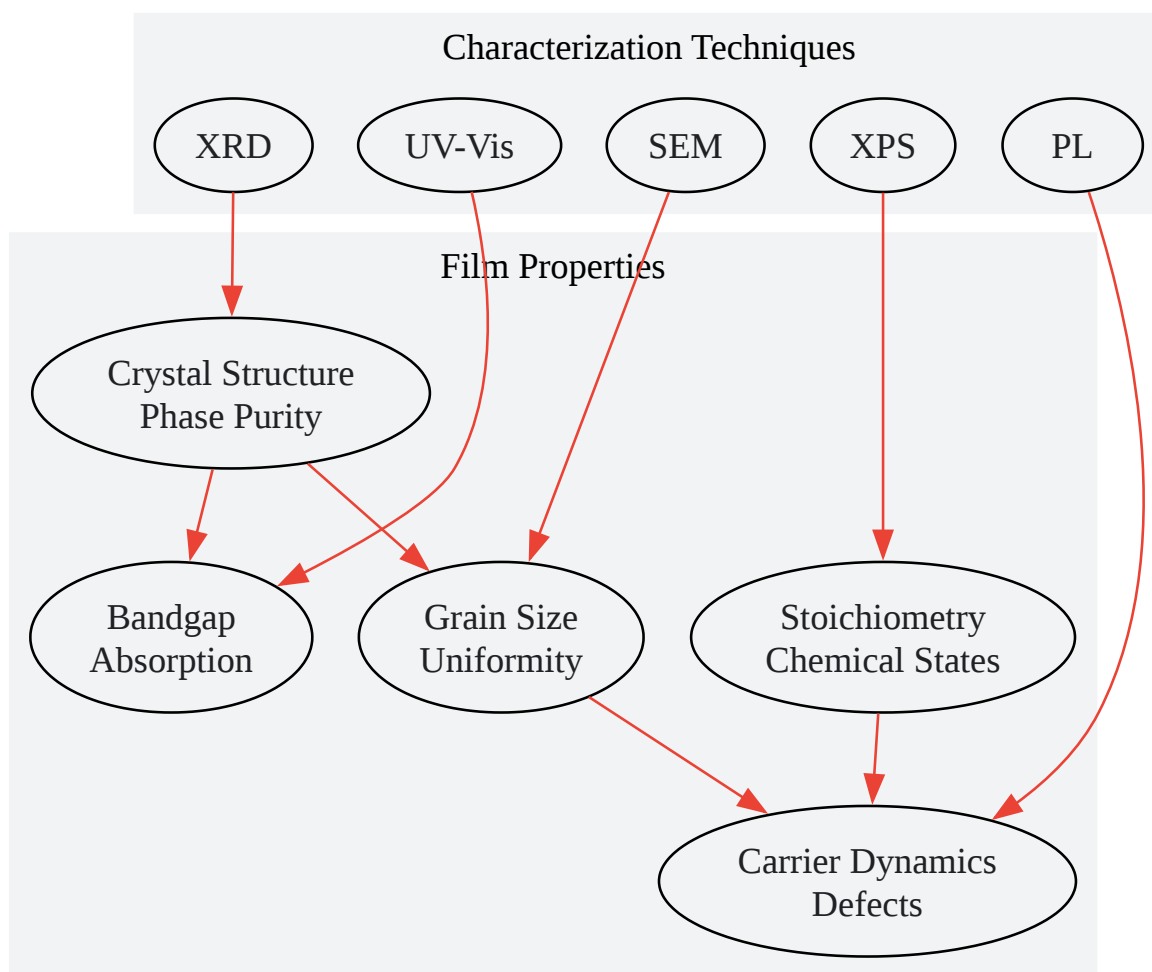 Characterization Techniques
XRD
UV-Vis
SEM
XPS
PL
Film Properties
Crystal Structure
Phase Purity
Bandgap
Absorption
Grain Size
Uniformity
Stoichiometry
Chemical States
Carrier Dynamics
Defects